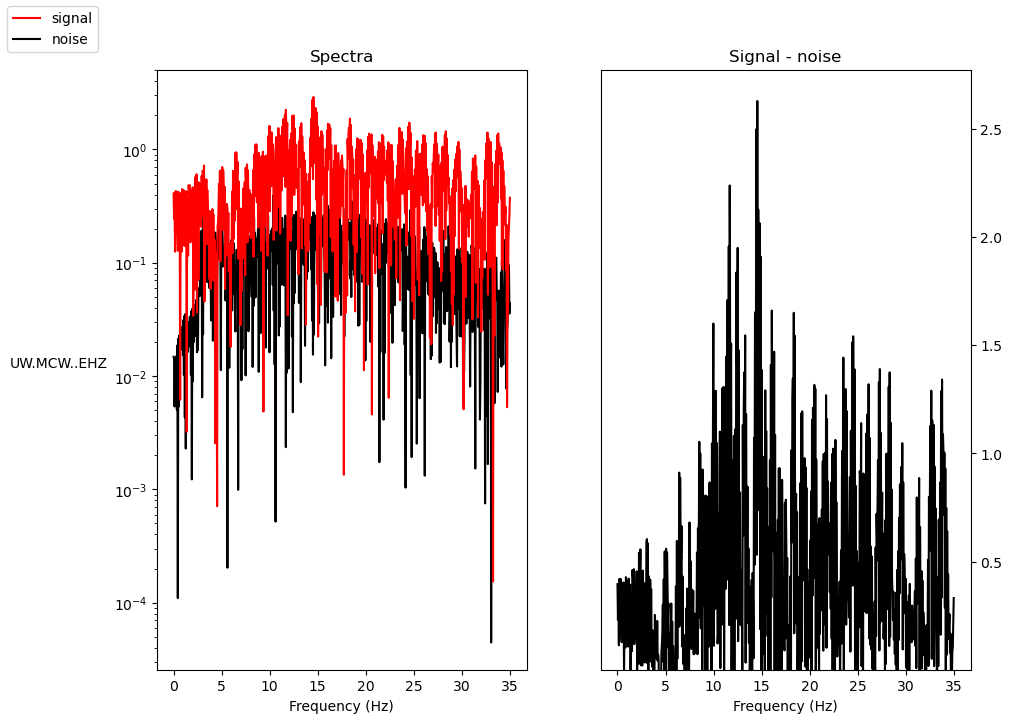 signal
noise
Spectra
Signal - noise
10^0
10^-1
10^-2
10^-3
10^-4
UW.MCW..EHZ
2.5
2.0
1.5
1.0
0.5
0 5 10 15 20 25 30 35
0 5 10 15 20 25 30 35
Frequency (Hz)
Frequency (Hz)